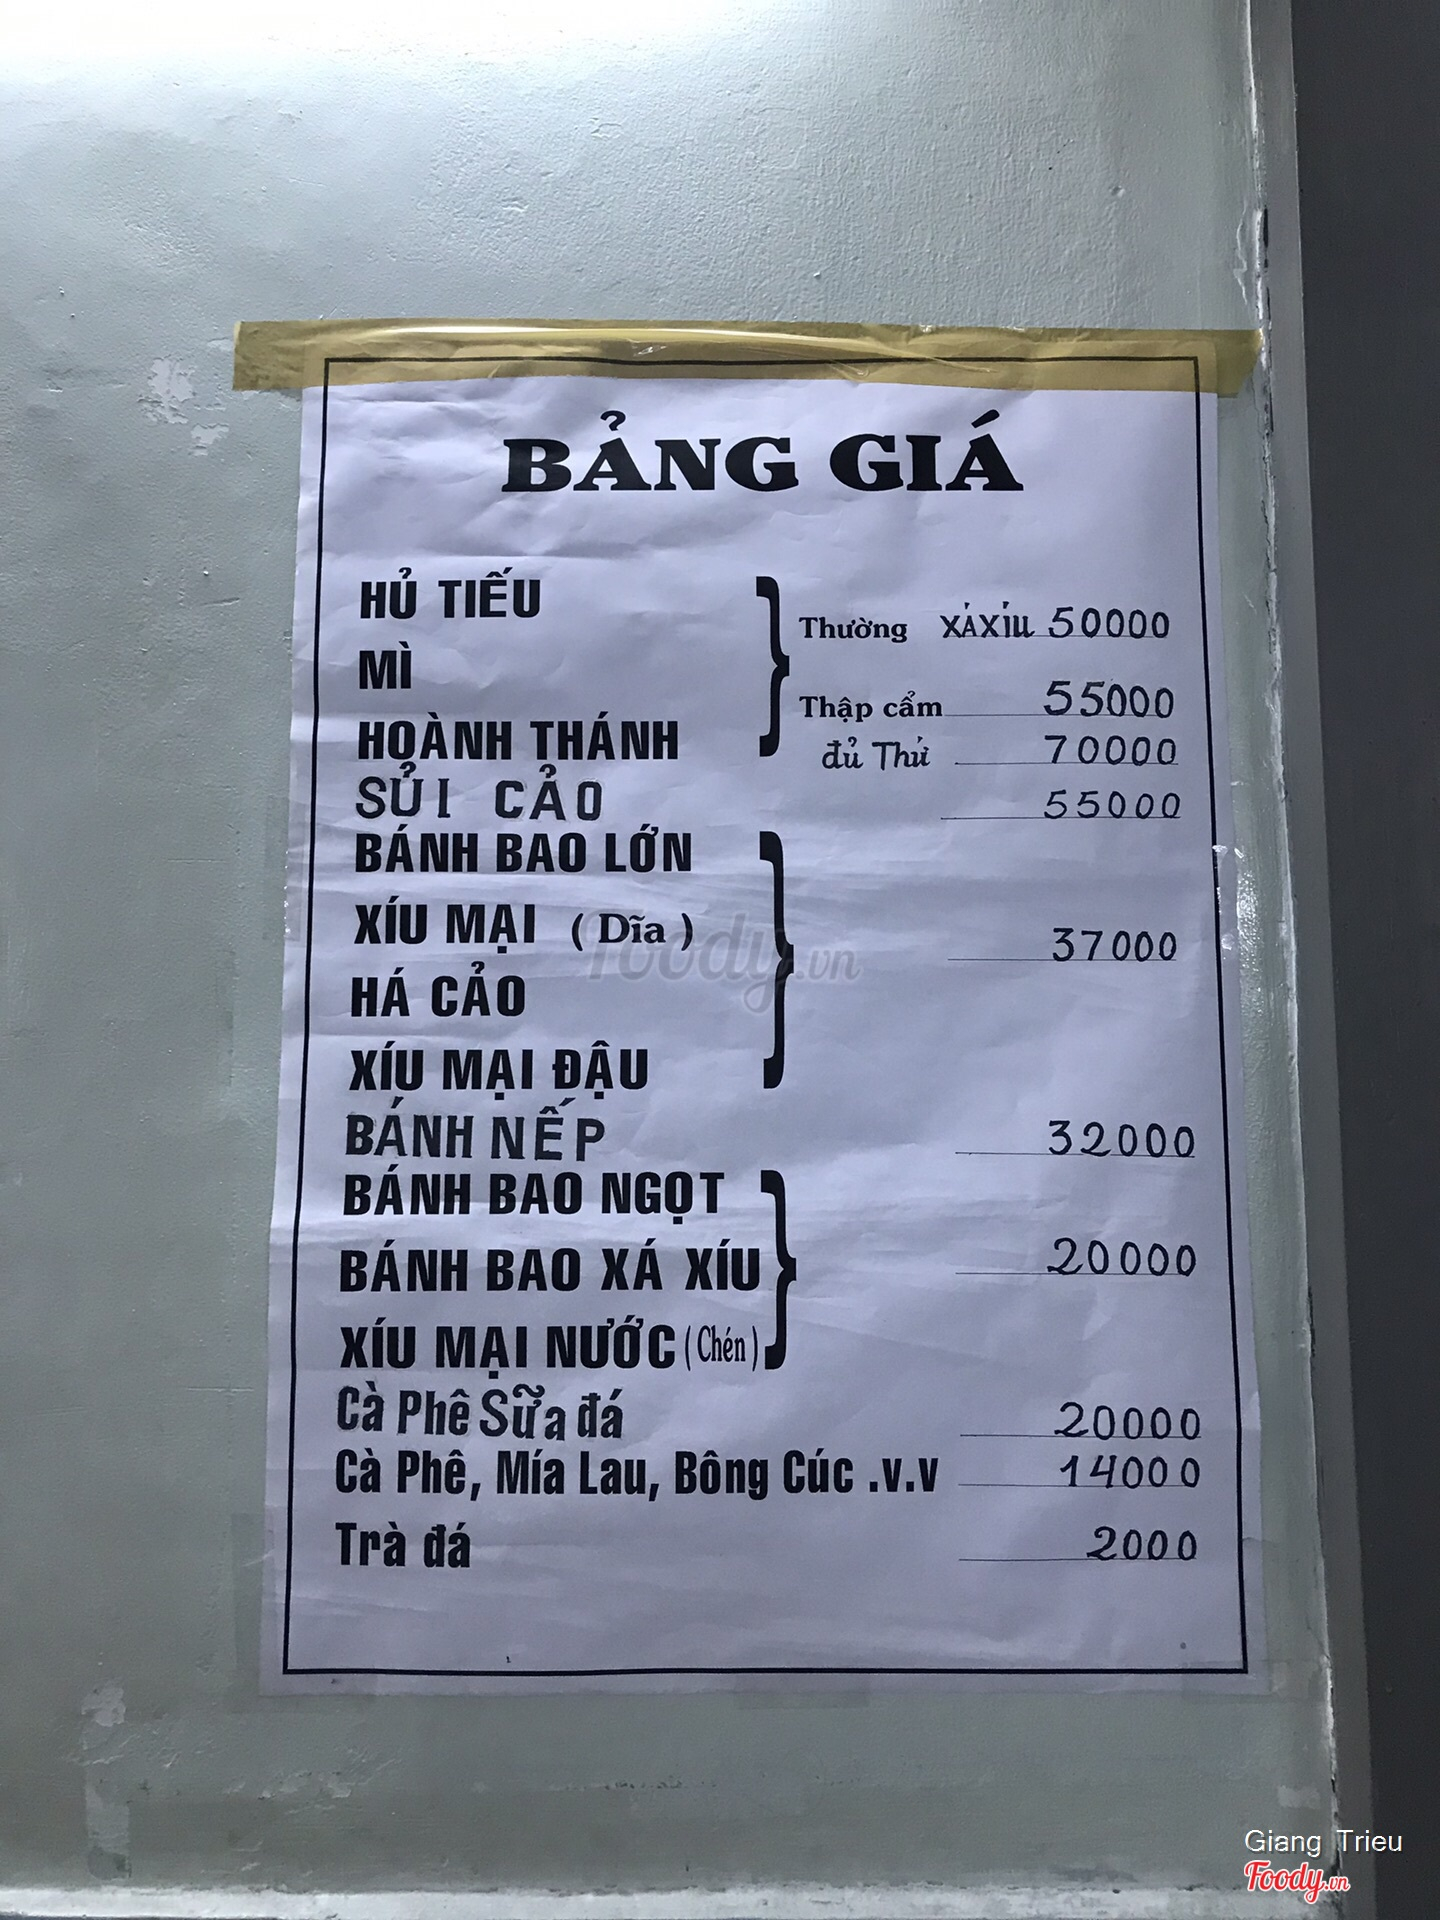 BẢNG GIÁ
HỦ TIẾU
Thường XÁXÍU 50000
MÌ
Thập cẩm 55000
HOÀNH THÁNH
đủ Thứ 70000
SỦI CẢO 55000
BÁNH BAO LỚN
XÍU MẠI ( Dĩa )
37000
HÁ CẢO
XÍU MẠI ĐẬU
BÁNH NẾP 32000
BÁNH BAO NGỌT
BÁNH BAO XÁ XÍU 20000
XÍU MẠI NƯỚC ( Chén )
Cà Phê Sữa đá 20000
Cà Phê, Mía Lau, Bông Cúc .v.v 14000
Trà đá 2000
Foody.vn
Giang Trieu
Foody.vn